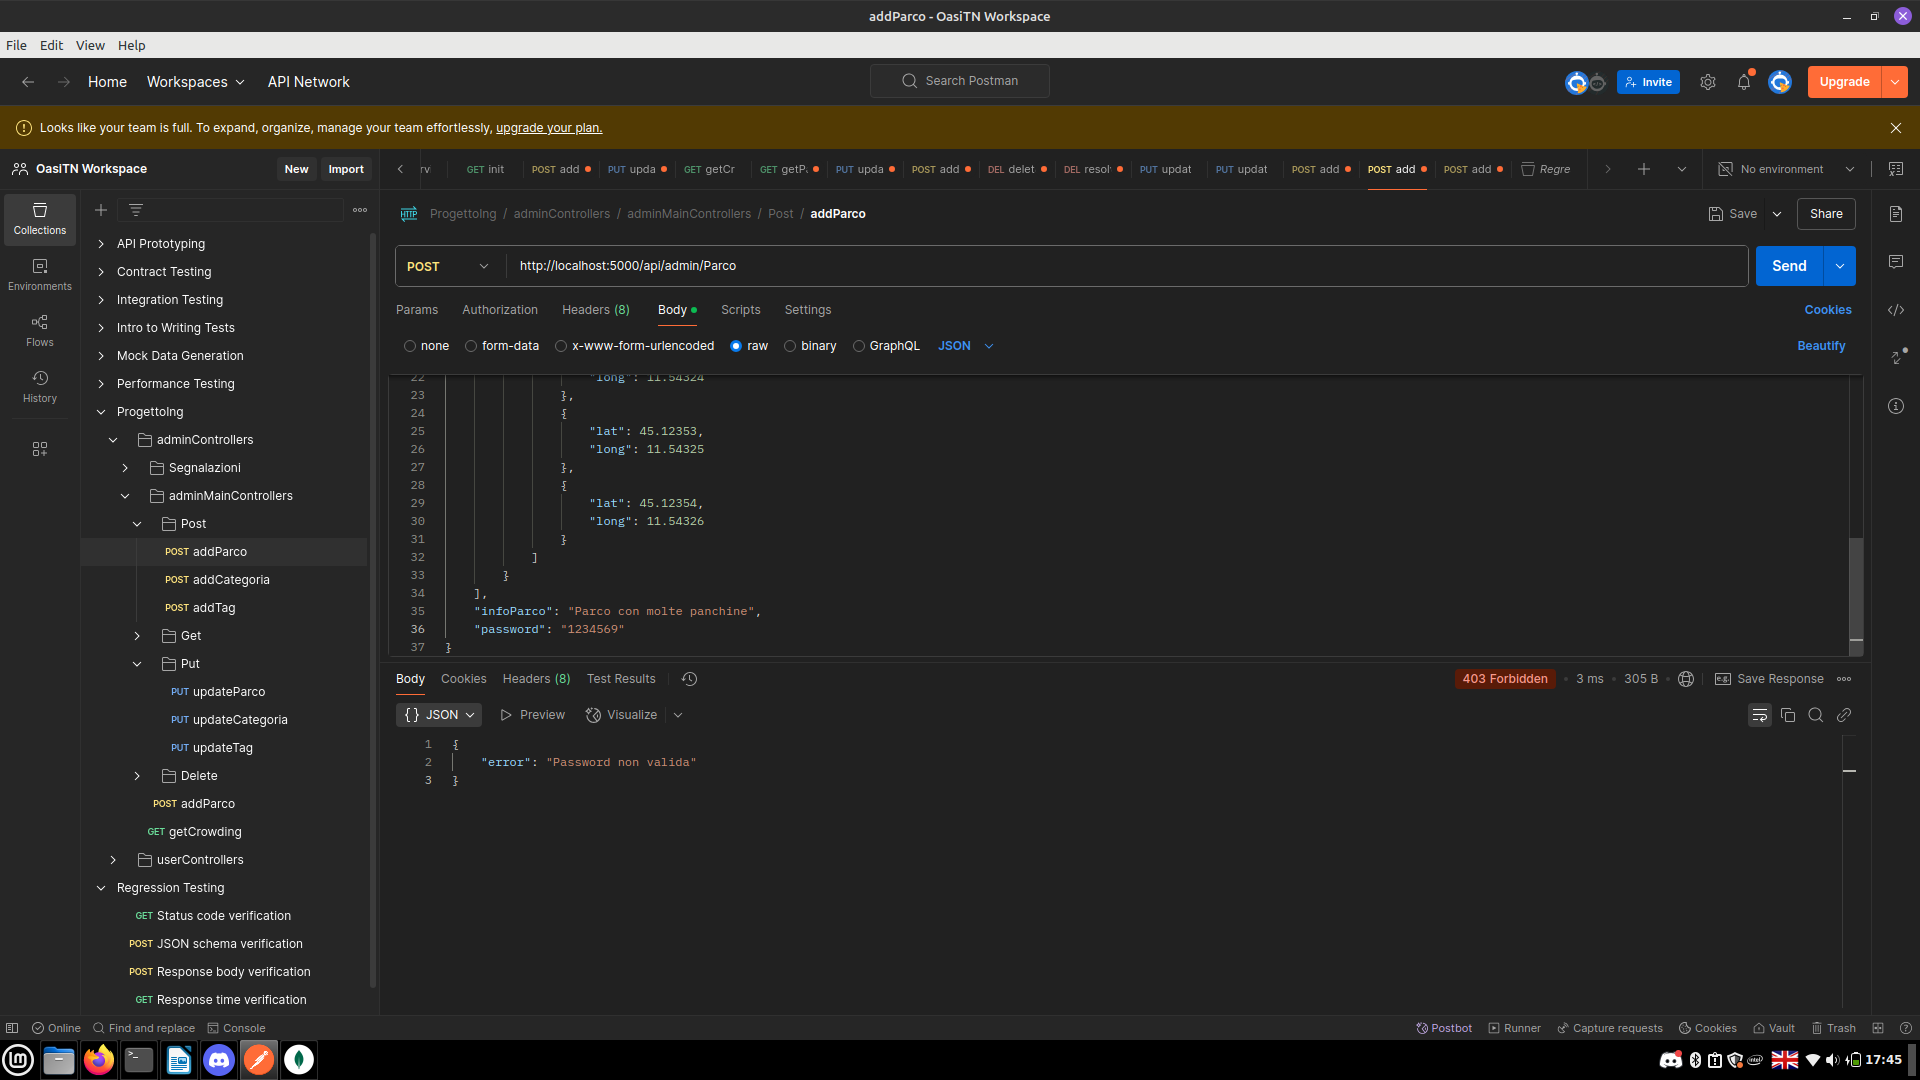 addParco - OasiTN Workspace
File Edit View Help
Home Workspaces API Network
Search Postman
Invite
Upgrade
Looks like your team is full. To expand, organize, manage your team effortlessly, upgrade your plan.
OasiTN Workspace New Import
GET init POST add PUT upda GET getCr GET getP PUT upda POST add DEL delet DEL resol PUT updat PUT updat POST add POST add POST add Regre
No environment
Collections
Environments
Flows
History
API Prototyping
Contract Testing
Integration Testing
Intro to Writing Tests
Mock Data Generation
Performance Testing
ProgettoIng
adminControllers
Segnalazioni
adminMainControllers
Post
POST addParco
POST addCategoria
POST addTag
Get
Put
PUT updateParco
PUT updateCategoria
PUT updateTag
Delete
POST addParco
GET getCrowding
userControllers
Regression Testing
GET Status code verification
POST JSON schema verification
POST Response body verification
GET Response time verification
HTTP ProgettoIng / adminControllers / adminMainControllers / Post / addParco
Save Share
POST http://localhost:5000/api/admin/Parco Send
Params Authorization Headers (8) Body Scripts Settings Cookies
none form-data x-www-form-urlencoded raw binary GraphQL JSON Beautify
22 "long": 11.54324
23 },
24 {
25 "lat": 45.12353,
26 "long": 11.54325
27 },
28 {
29 "lat": 45.12354,
30 "long": 11.54326
31 }
32 ]
33 }
34 ],
35 "infoParco": "Parco con molte panchine",
36 "password": "1234569"
37 }
Body Cookies Headers (8) Test Results 403 Forbidden • 3 ms • 305 B Save Response
{} JSON Preview Visualize
1 {
2 "error": "Password non valida"
3 }
Online Find and replace Console
Postbot Runner Capture requests Cookies Vault Trash
17:45